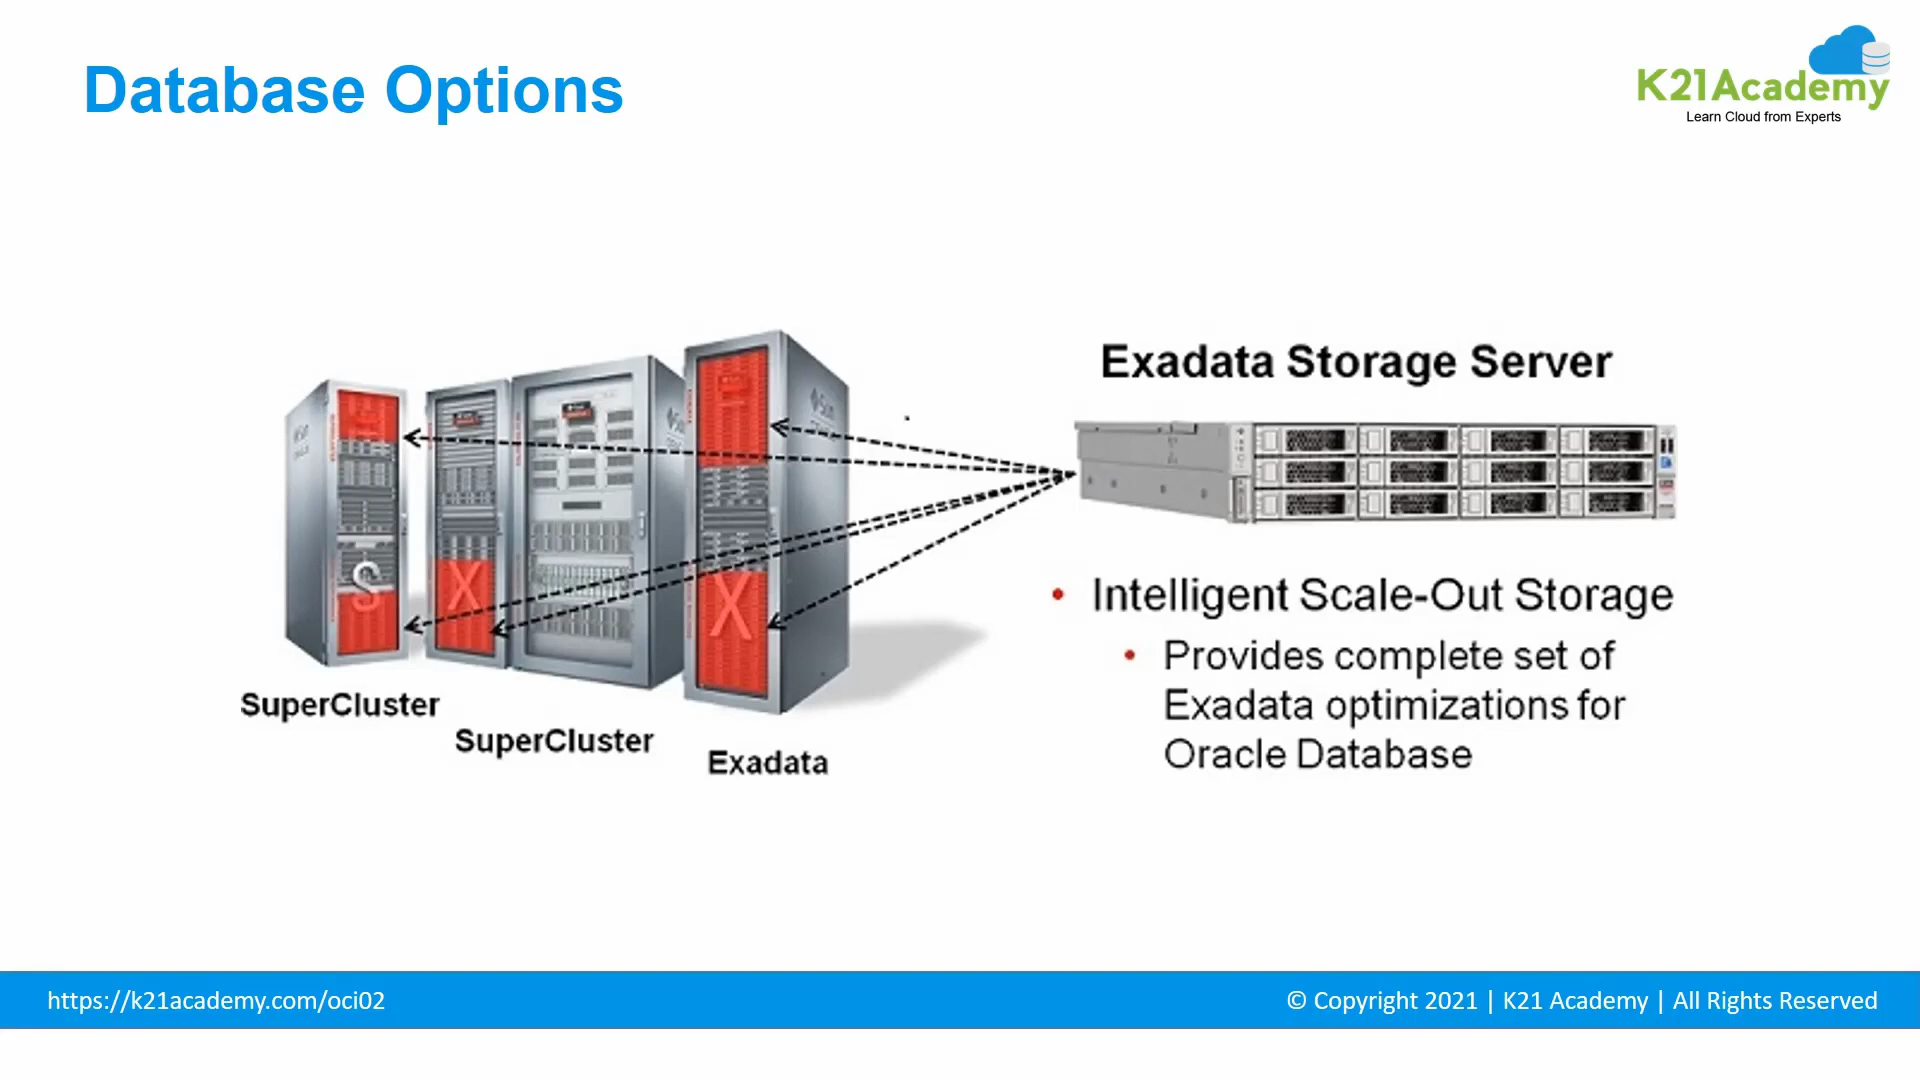 Database Options
K21Academy
Learn Cloud from Experts
Exadata Storage Server
S
X
X
Sun
SuperCluster
SuperCluster
Exadata
• Intelligent Scale-Out Storage
• Provides complete set of
Exadata optimizations for
Oracle Database
https://k21academy.com/oci02
© Copyright 2021 | K21 Academy | All Rights Reserved